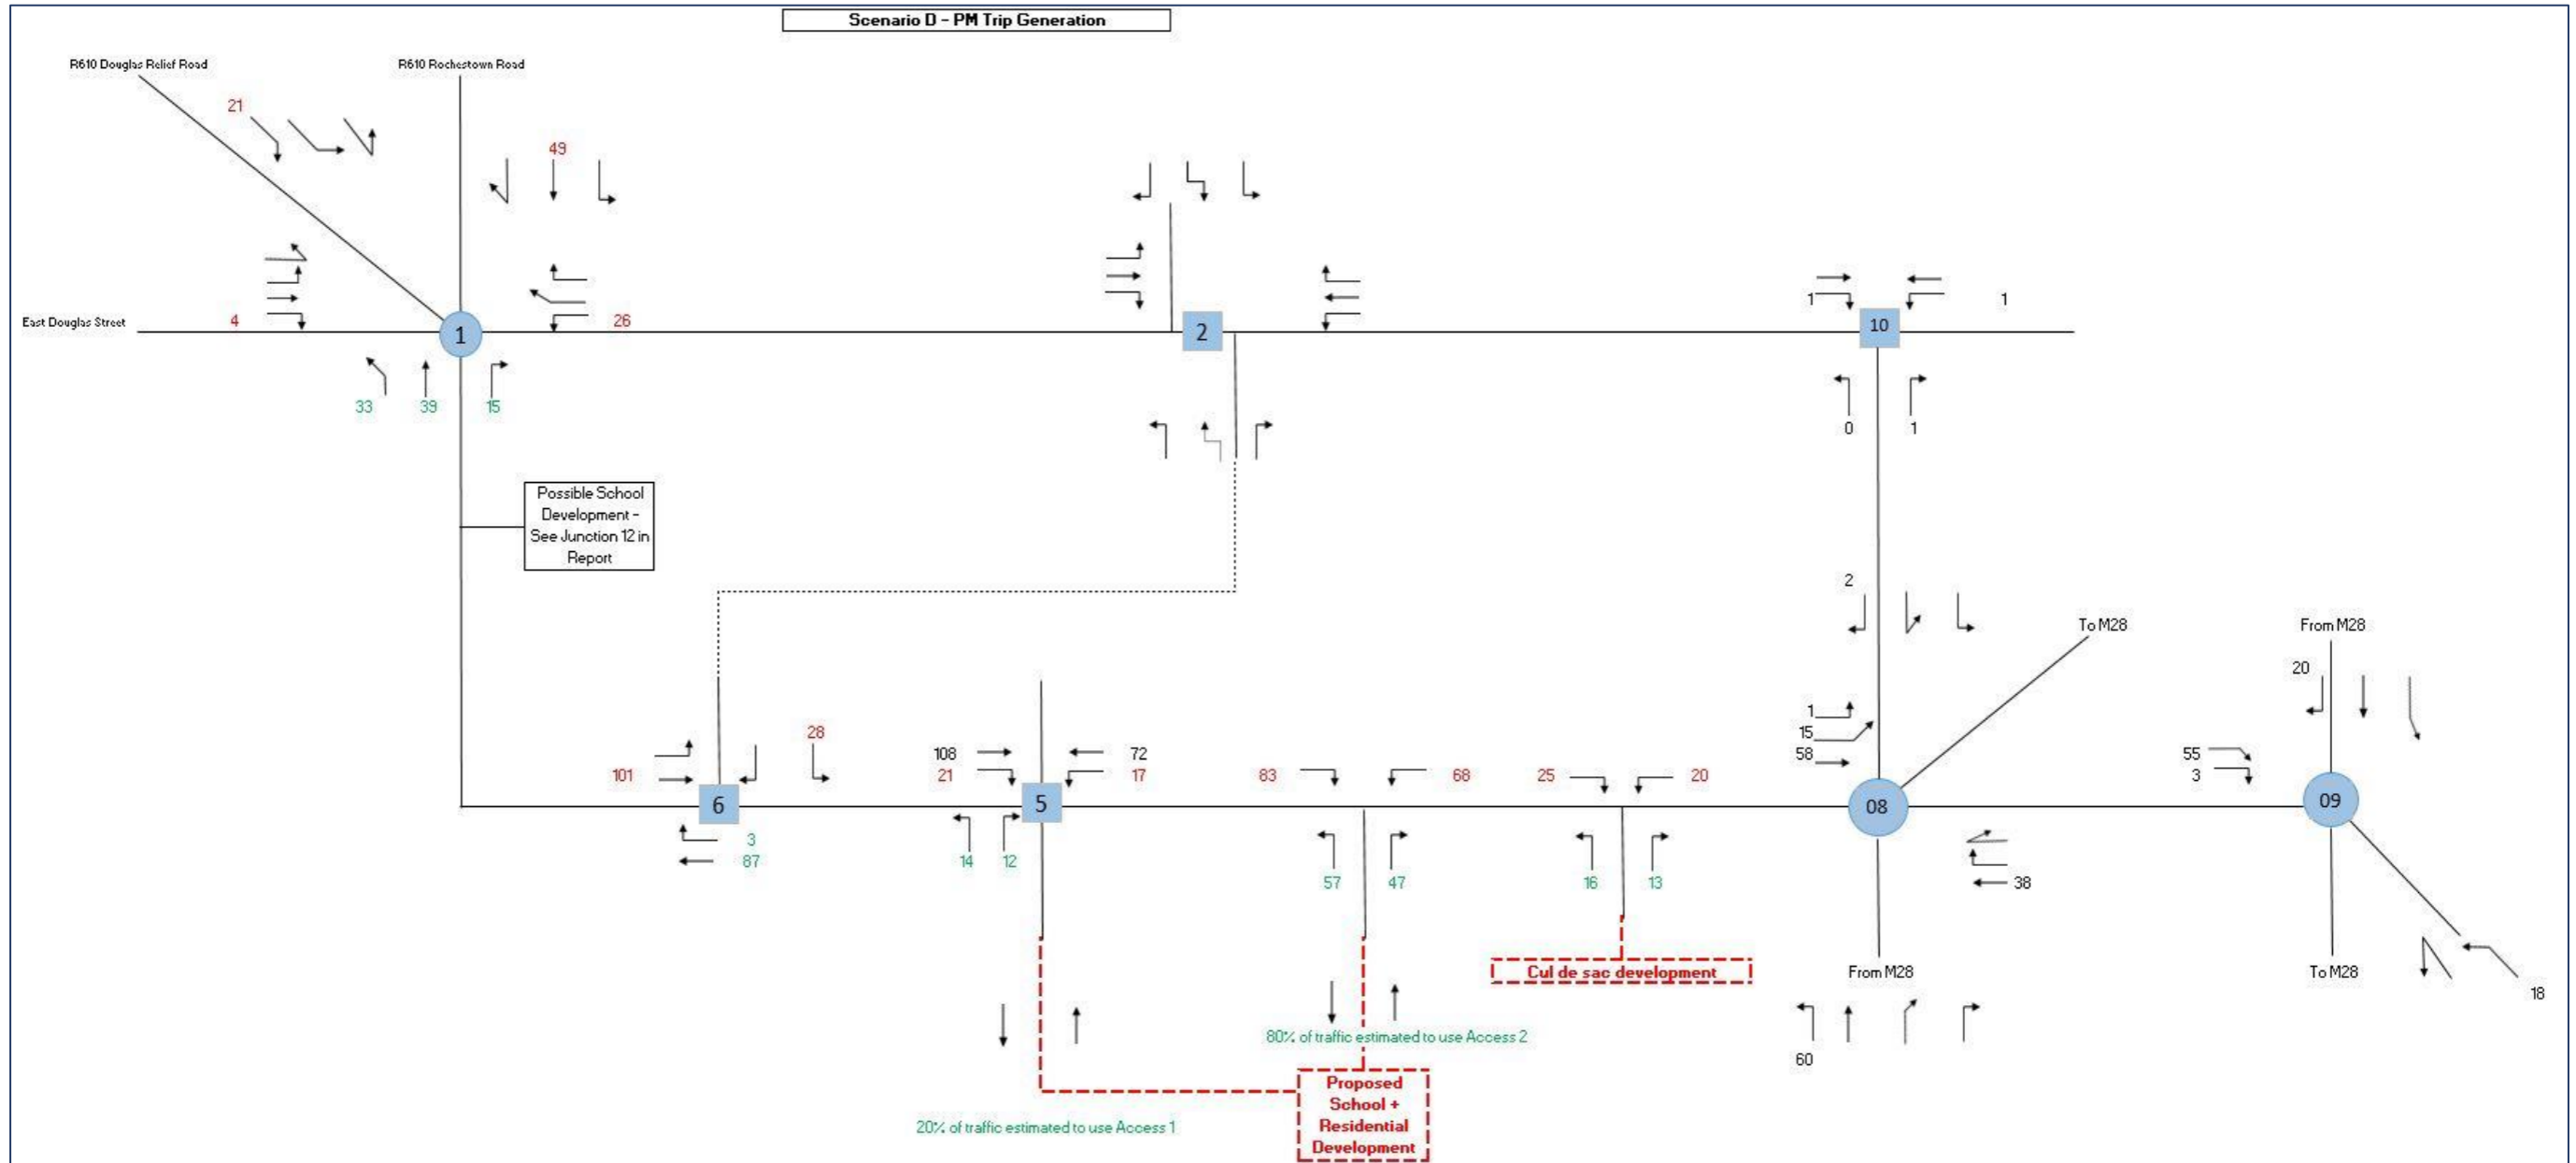 Scenario D - PM Trip Generation
R610 Douglas Relief Road
R610 Rochestown Road
21
49
East Douglas Street
4
26
1
2
10
1
1
33
39
15
0
1
Possible School
Development -
See Junction 12 in
Report
2
To M28
From M28
20
28
101
6
3
87
108
21
72
17
5
14
12
83
68
57
47
25
20
16
13
1
15
58
08
38
55
3
09
Cul de sac development
From M28
60
To M28
18
80% of traffic estimated to use Access 2
20% of traffic estimated to use Access 1
Proposed
School +
Residential
Development